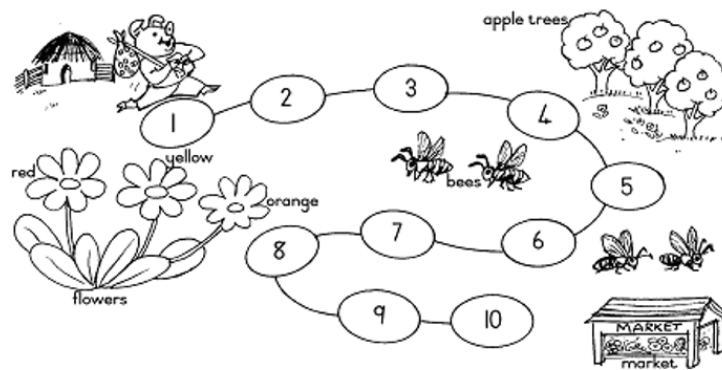 apple trees
1
2
3
4
bees
5
red
yellow
orange
flowers
8
7
6
9
10
MARKET
market